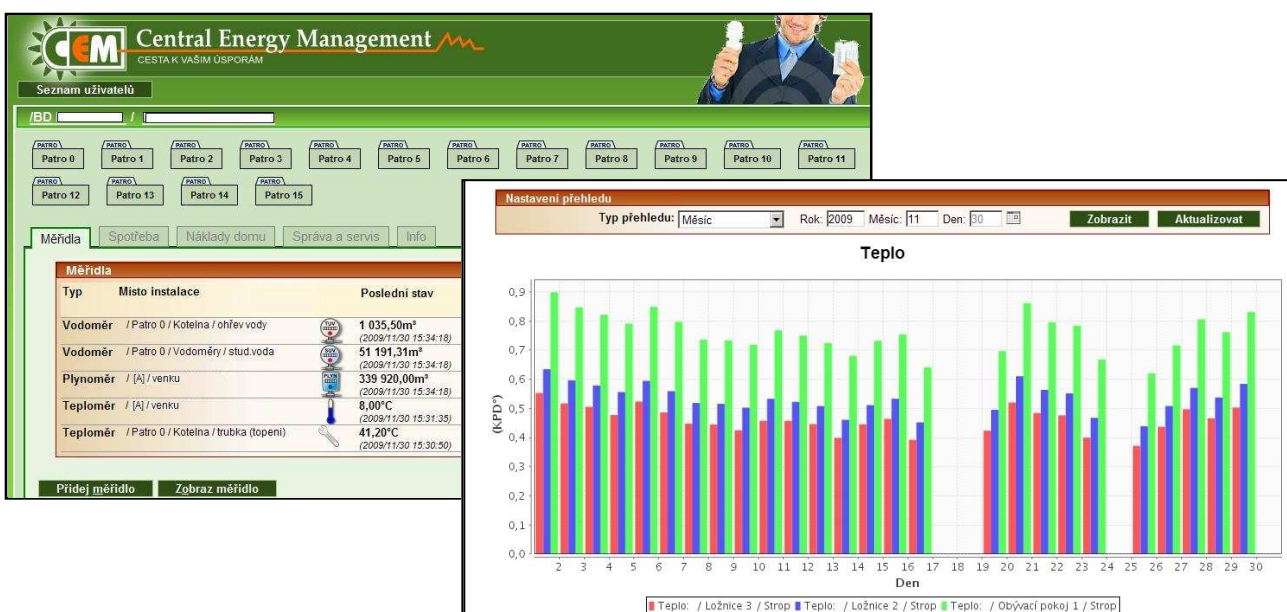 CEM Central Energy Management
CESTA K VAŠIM ÚSPORÁM
Seznam uživatelů
/BD /
PATRO PATRO PATRO PATRO PATRO PATRO PATRO PATRO PATRO PATRO PATRO PATRO
Patro 0 Patro 1 Patro 2 Patro 3 Patro 4 Patro 5 Patro 6 Patro 7 Patro 8 Patro 9 Patro 10 Patro 11
PATRO PATRO PATRO PATRO
Patro 12 Patro 13 Patro 14 Patro 15
Měřidla Spotřeba Náklady domu Správa a servis Info
Měřidla
Typ Místo instalace Poslední stav
Vodoměr / Patro 0 / Kotelna / ohřev vody TUV 1 035,50m³
(2009/11/30 15:34:18)
Vodoměr / Patro 0 / Vodoměry / stud.voda SUV 51 191,31m³
(2009/11/30 15:34:18)
Plynoměr / [A] / venku PLYN 339 920,00m³
(2009/11/30 15:34:18)
Teploměr / [A] / venku 8,00°C
(2009/11/30 15:31:35)
Teploměr / Patro 0 / Kotelna / trubka (topeni) 41,20°C
(2009/11/30 15:30:50)
Přidej měřidlo Zobraz měřidlo
Nastavení přehledu
Typ přehledu: Měsíc Rok: 2009 Měsíc: 11 Den: 30 Zobrazit Aktualizovat
Teplo
0,9
0,8
0,7
0,6
0,5
0,4
0,3
0,2
0,1
0,0
(KPD°)
2 3 4 5 6 7 8 9 10 11 12 13 14 15 16 17 18 19 20 21 22 23 24 25 26 27 28 29 30
Den
Teplo: / Ložnice 3 / Strop Teplo: / Ložnice 2 / Strop Teplo: / Obývací pokoj 1 / Strop